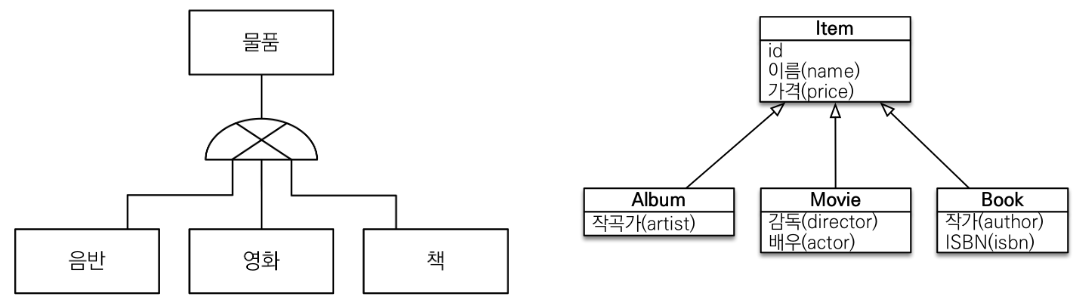 물품
음반
영화
책
Item
id
이름(name)
가격(price)
Album
작곡가(artist)
Movie
감독(director)
배우(actor)
Book
작가(author)
ISBN(isbn)